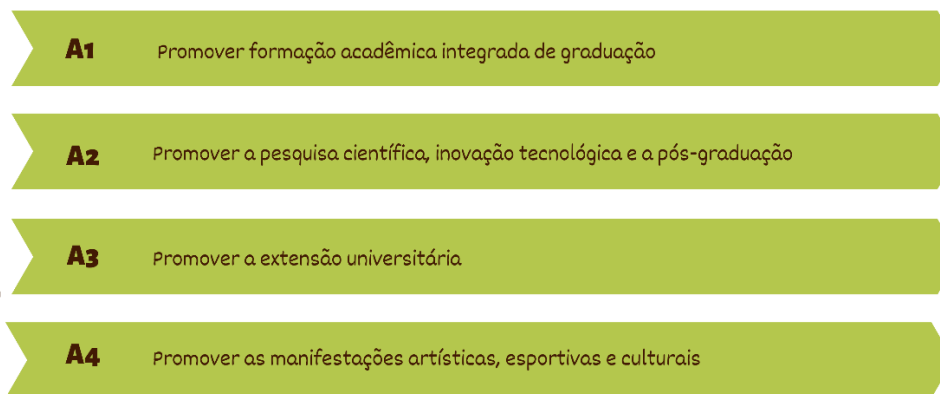 A1 Promover formação acadêmica integrada de graduação
A2 Promover a pesquisa científica, inovação tecnológica e a pós-graduação
A3 Promover a extensão universitária
A4 Promover as manifestações artísticas, esportivas e culturais